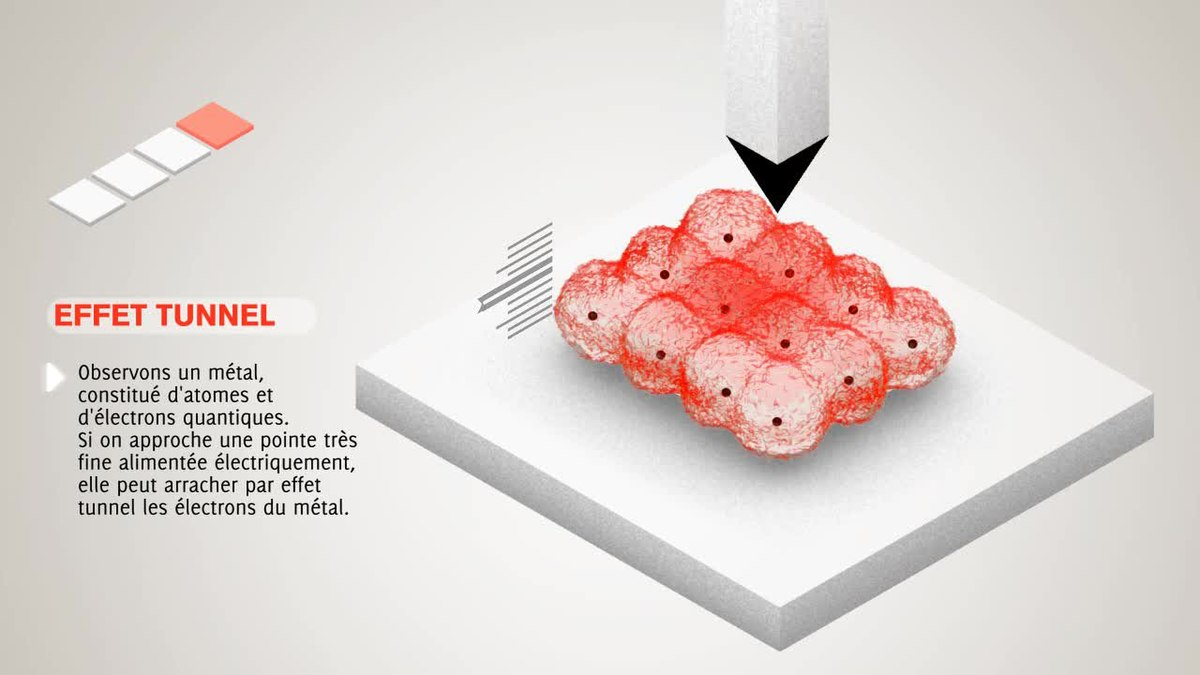 EFFET TUNNEL
Observons un métal,
constitué d'atomes et
d'électrons quantiques.
Si on approche une pointe très
fine alimentée électriquement,
elle peut arracher par effet
tunnel les électrons du métal.